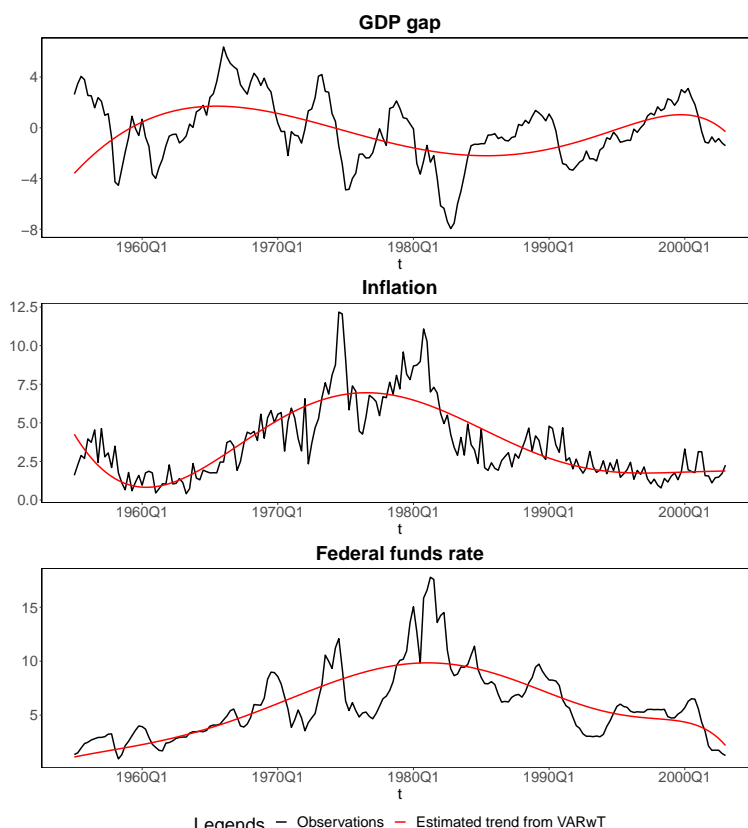 GDP gap
4
0
−4
−8
1960Q1 1970Q1 1980Q1 1990Q1 2000Q1
t
Inflation
12.5
10.0
7.5
5.0
2.5
0.0
1960Q1 1970Q1 1980Q1 1990Q1 2000Q1
t
Federal funds rate
15
10
5
1960Q1 1970Q1 1980Q1 1990Q1 2000Q1
t
Legends Observations Estimated trend from VARwT